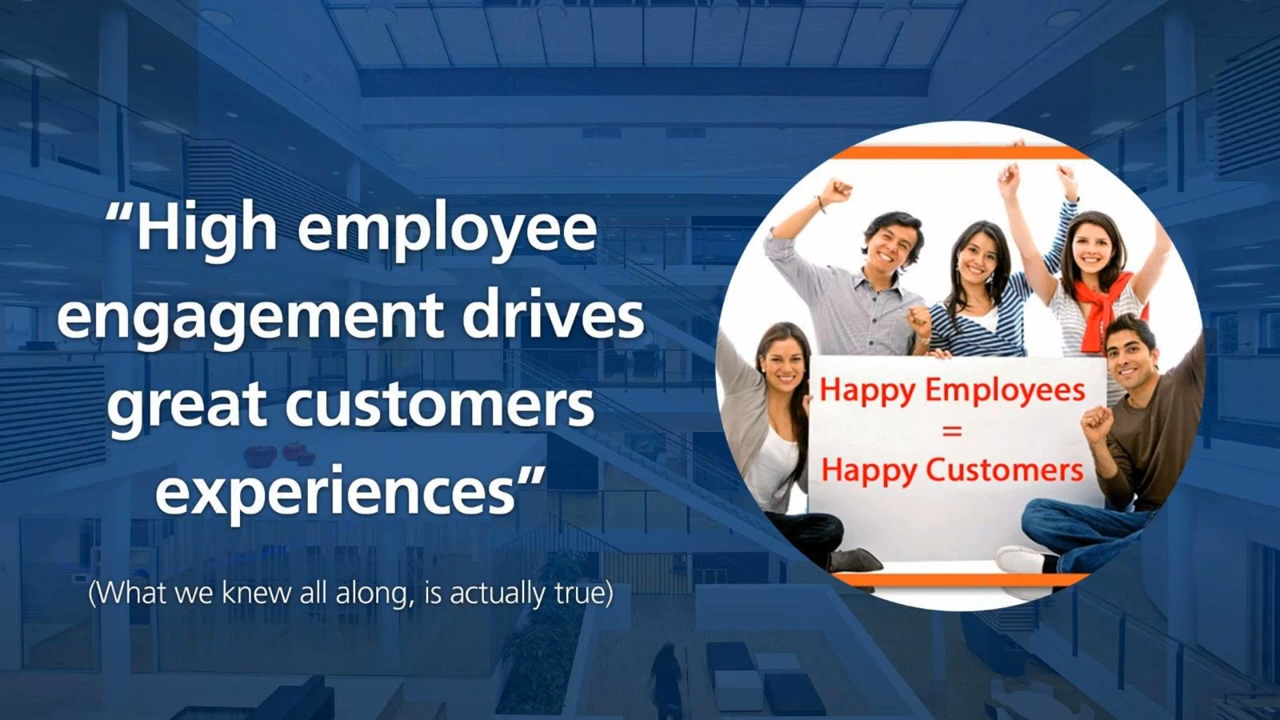 “High employee
engagement drives
great customers
experiences”
(What we knew all along, is actually true)
Happy Employees
=
Happy Customers